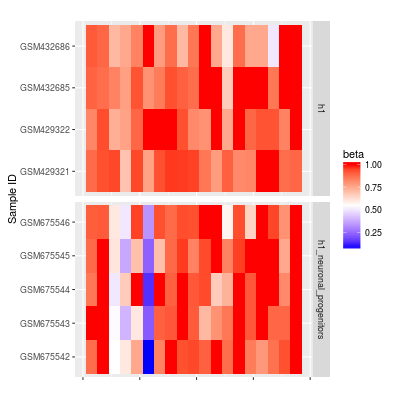 GSM432686
GSM432685
GSM429322
GSM429321
h1
GSM675546
GSM675545
GSM675544
GSM675543
GSM675542
h1_neuronal_progenitors
Sample ID
beta
1.00
0.75
0.50
0.25